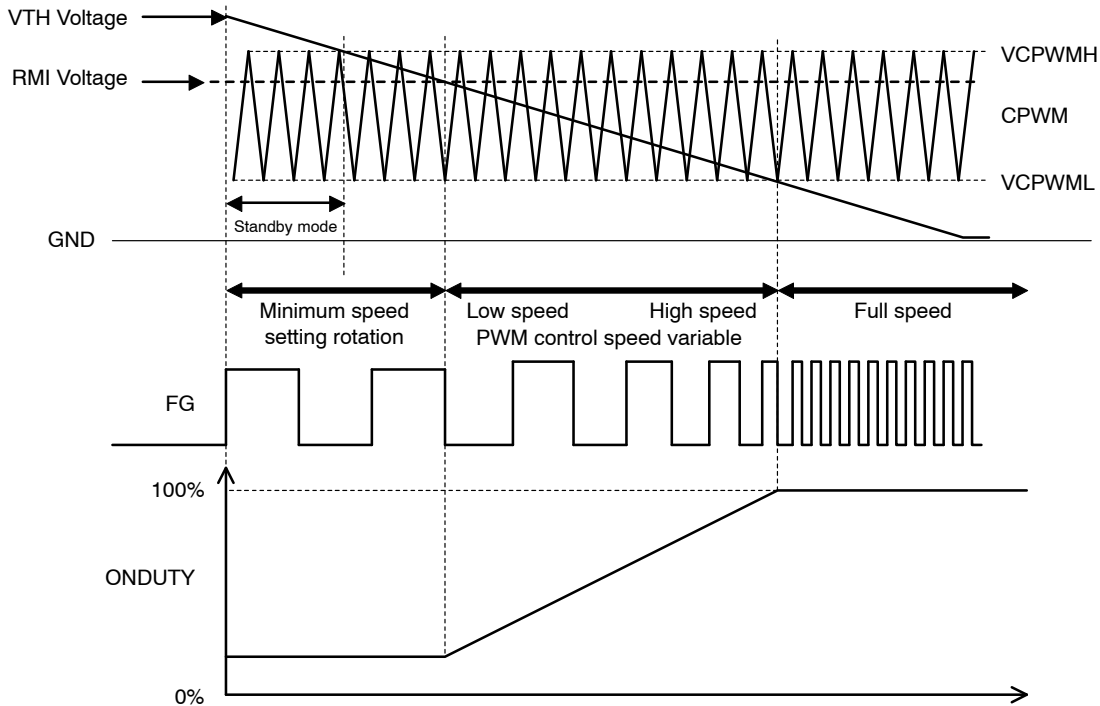 VTH Voltage
RMI Voltage
VCPWMH
CPWM
VCPWML
Standby mode
GND
Minimum speed
setting rotation
Low speed
High speed
PWM control speed variable
Full speed
FG
100%
ONDUTY
0%